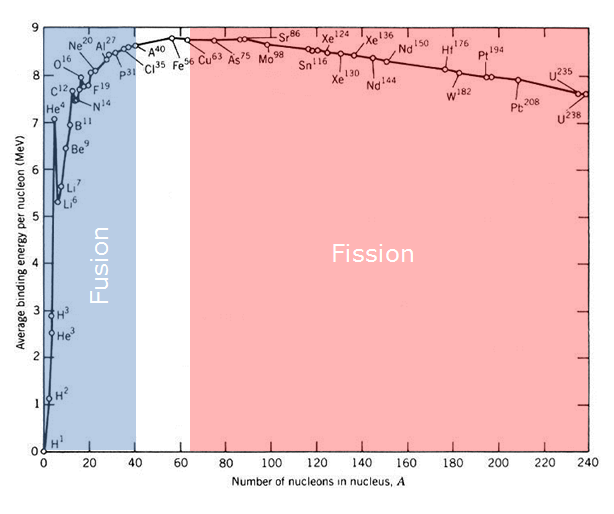 9
8
7
6
5
4
3
2
1
0
Average binding energy per nucleon (MeV)
Ne²⁰
Al²⁷
O¹⁶
C¹²
He⁴
F¹⁹
N¹⁴
P³¹
Cl³⁵
A⁴⁰
Fe⁵⁶
Cu⁶³
As⁷⁵
Sr⁸⁶
Mo⁹⁸
Sn¹¹⁶
Xe¹²⁴
Xe¹³⁰
Xe¹³⁶
Nd¹⁴⁴
Nd¹⁵⁰
Hf¹⁷⁶
W¹⁸²
Pt¹⁹⁴
Pb²⁰⁸
U²³⁵
U²³⁸
B¹¹
Be⁹
Li⁷
Li⁶
H³
He³
H²
H¹
Fusion
Fission
0 20 40 60 80 100 120 140 160 180 200 220 240
Number of nucleons in nucleus, A